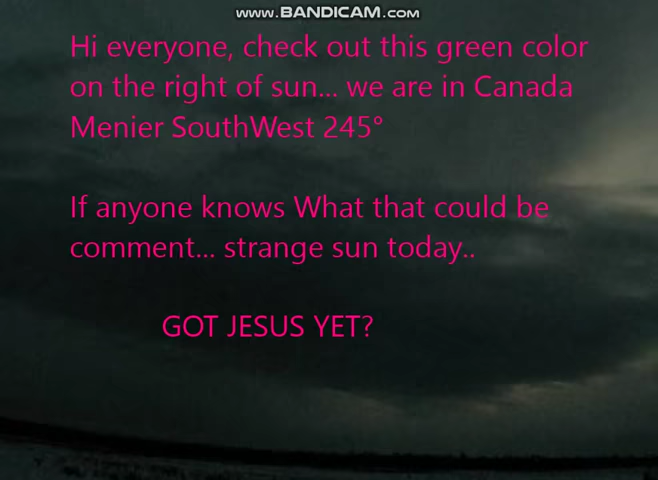 www.BANDICAM.com
Hi everyone, check out this green color
on the right of sun... we are in Canada
Menier SouthWest 245°
If anyone knows What that could be
comment... strange sun today..
GOT JESUS YET?